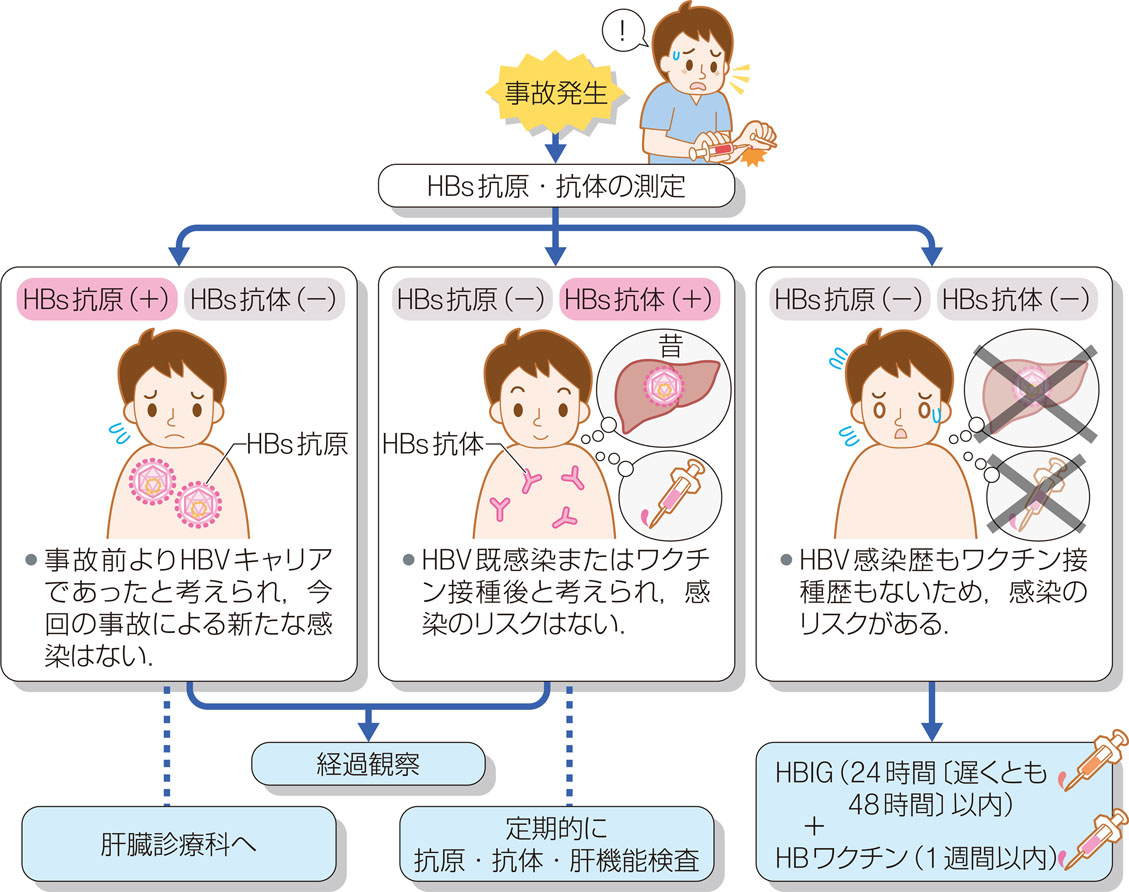 !
事故発生
HBs抗原・抗体の測定
HBs抗原(+) HBs抗体(−)
HBs抗原
● 事故前よりHBVキャリア
であったと考えられ，今
回の事故による新たな感
染はない．
HBs抗原(−) HBs抗体(+)
昔
HBs抗体
● HBV既感染またはワクチ
ン接種後と考えられ，感
染のリスクはない．
HBs抗原(−) HBs抗体(−)
● HBV感染歴もワクチン接
種歴もないため，感染の
リスクがある．
経過観察
肝臓診療科へ
定期的に
抗原・抗体・肝機能検査
HBIG(24時間〔遅くとも
48時間〕以内)
+
HBワクチン(1週間以内)